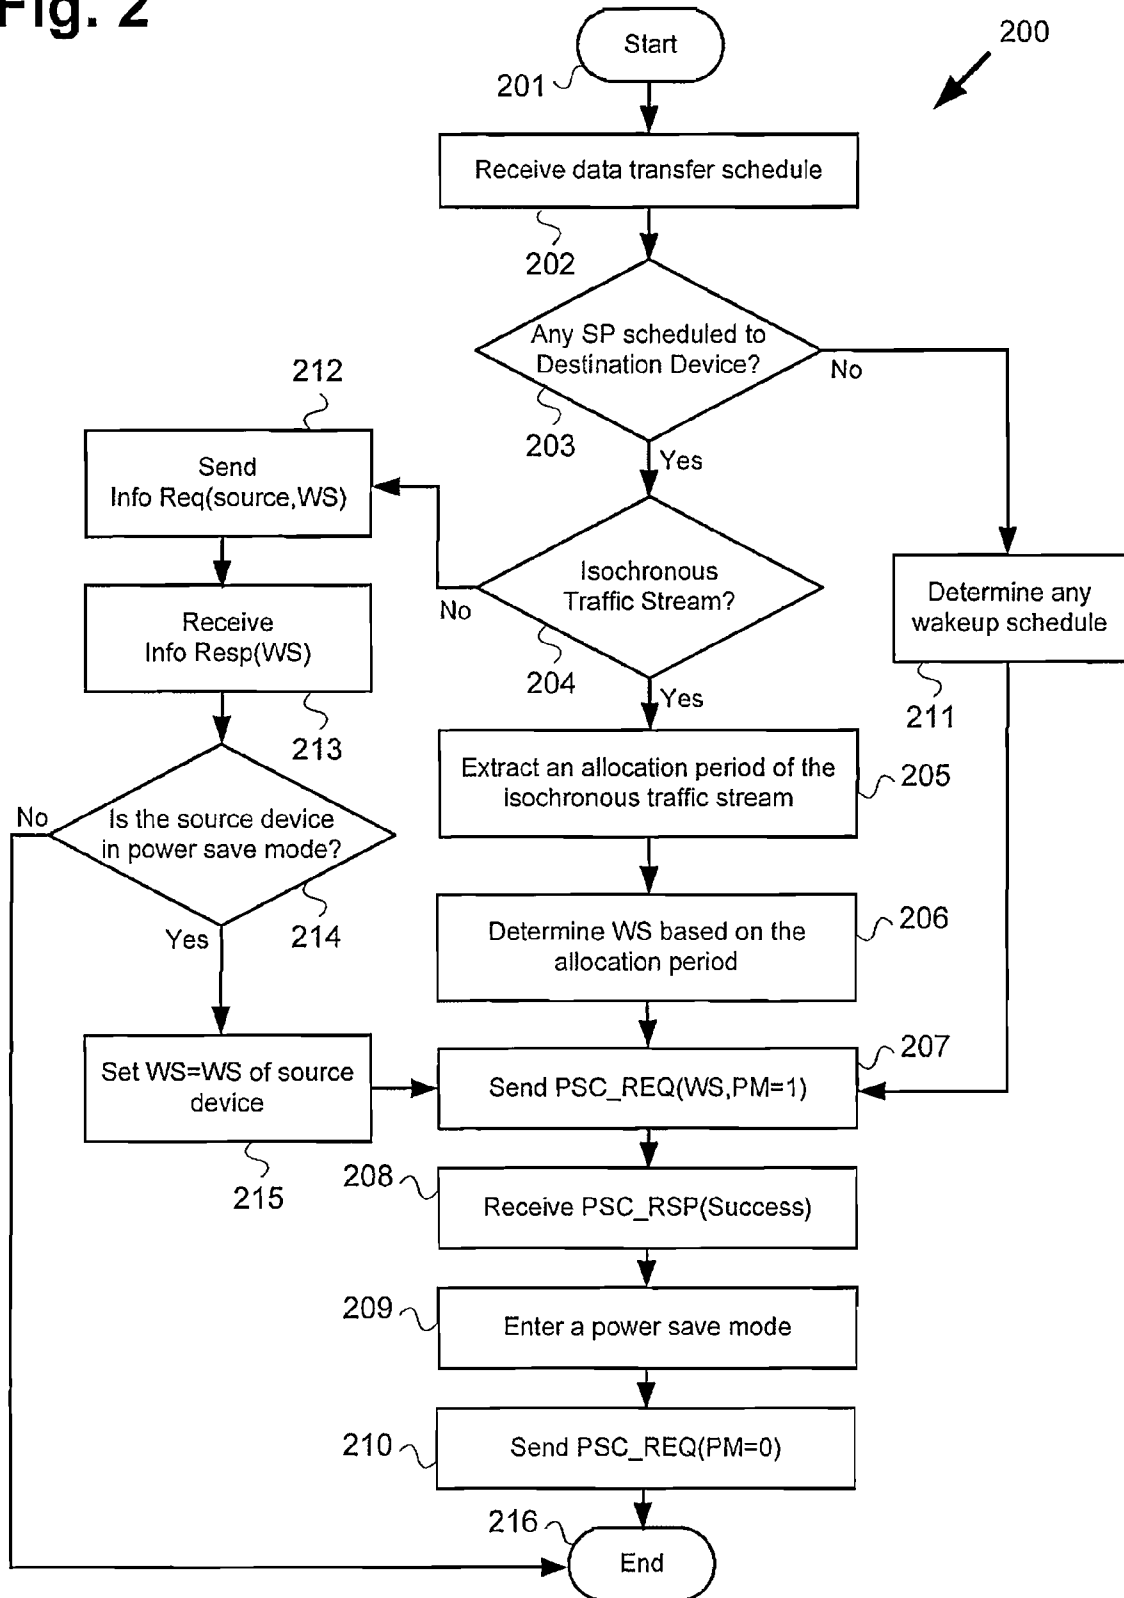 Fig. 2
200
Start
201
Receive data transfer schedule
202
Any SP scheduled to
Destination Device?
No
203
Yes
212
Send
Info Req(source,WS)
Isochronous
Traffic Stream?
No
204
Yes
Determine any
wakeup schedule
211
Receive
Info Resp(WS)
213
Extract an allocation period of the
isochronous traffic stream
205
No
Is the source device
in power save mode?
214
Yes
Determine WS based on the
allocation period
206
Set WS=WS of source
device
215
Send PSC_REQ(WS,PM=1)
207
208
Receive PSC_RSP(Success)
209
Enter a power save mode
210
Send PSC_REQ(PM=0)
216
End